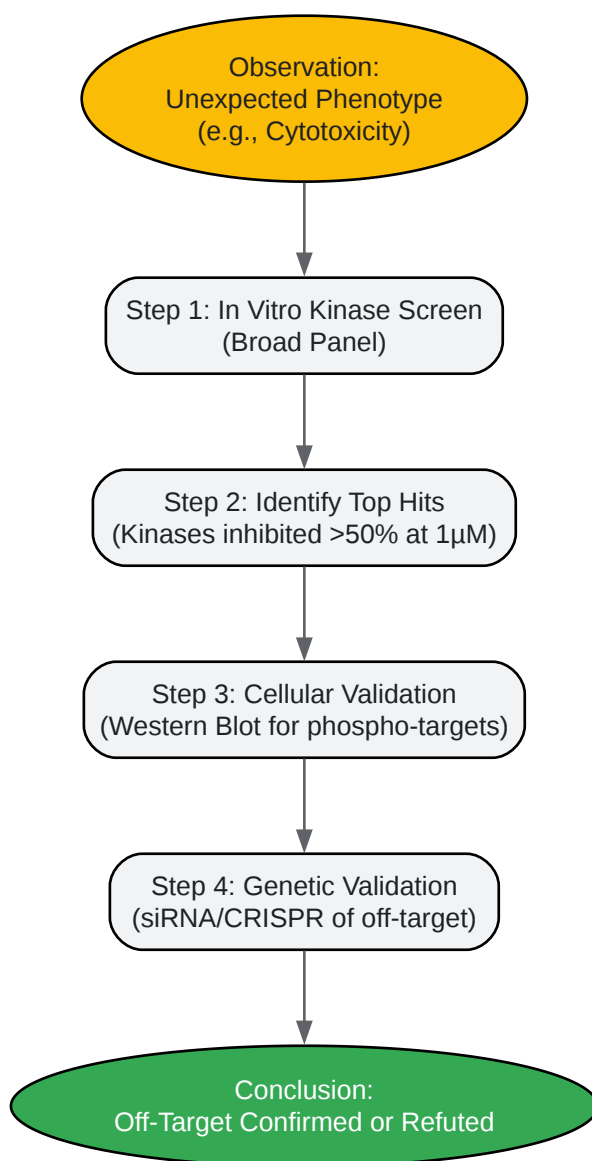 Observation:
Unexpected Phenotype
(e.g., Cytotoxicity)
Step 1: In Vitro Kinase Screen
(Broad Panel)
Step 2: Identify Top Hits
(Kinases inhibited >50% at 1µM)
Step 3: Cellular Validation
(Western Blot for phospho-targets)
Step 4: Genetic Validation
(siRNA/CRISPR of off-target)
Conclusion:
Off-Target Confirmed or Refuted